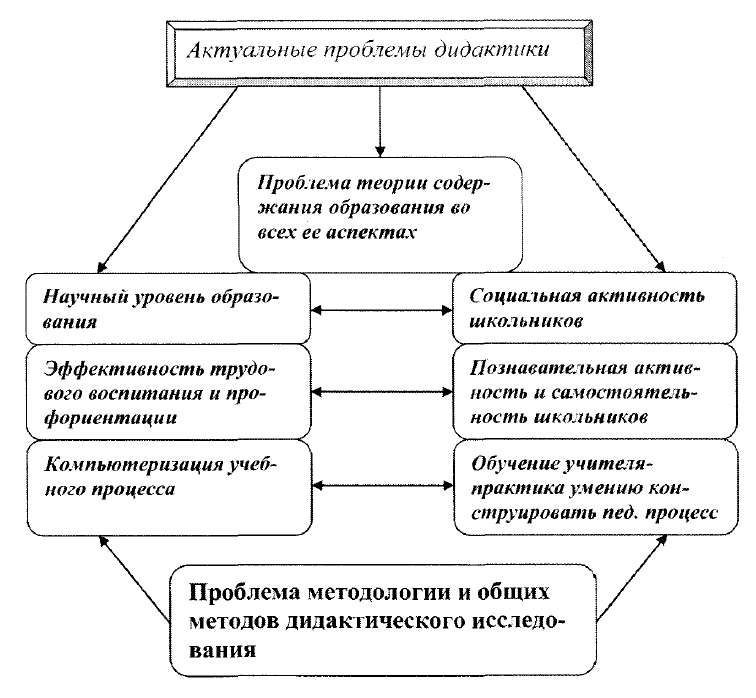 Актуальные проблемы дидактики
Проблема теории содер-
жания образования во
всех ее аспектах
Научный уровень образо-
вания
Социальная активность
школьников
Эффективность трудо-
вого воспитания и про-
фориентации
Познавательная актив-
ность и самостоятель-
ность школьников
Компьютеризация учеб-
ного процесса
Обучение учителя-
практика умению кон-
струировать пед. процесс
Проблема методологии и общих
методов дидактического исследо-
вания